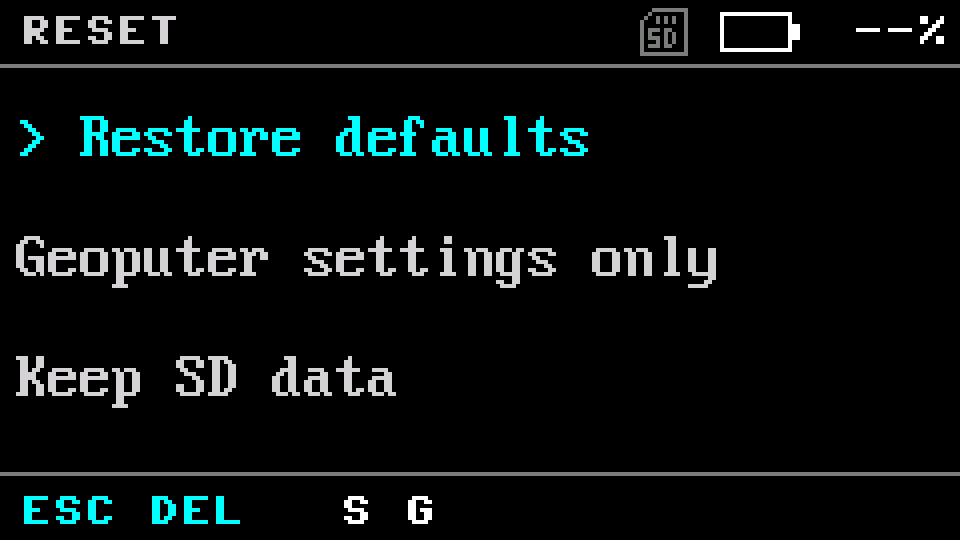 RESET SD --%
> Restore defaults
Geoputer settings only
Keep SD data
ESC DEL S G